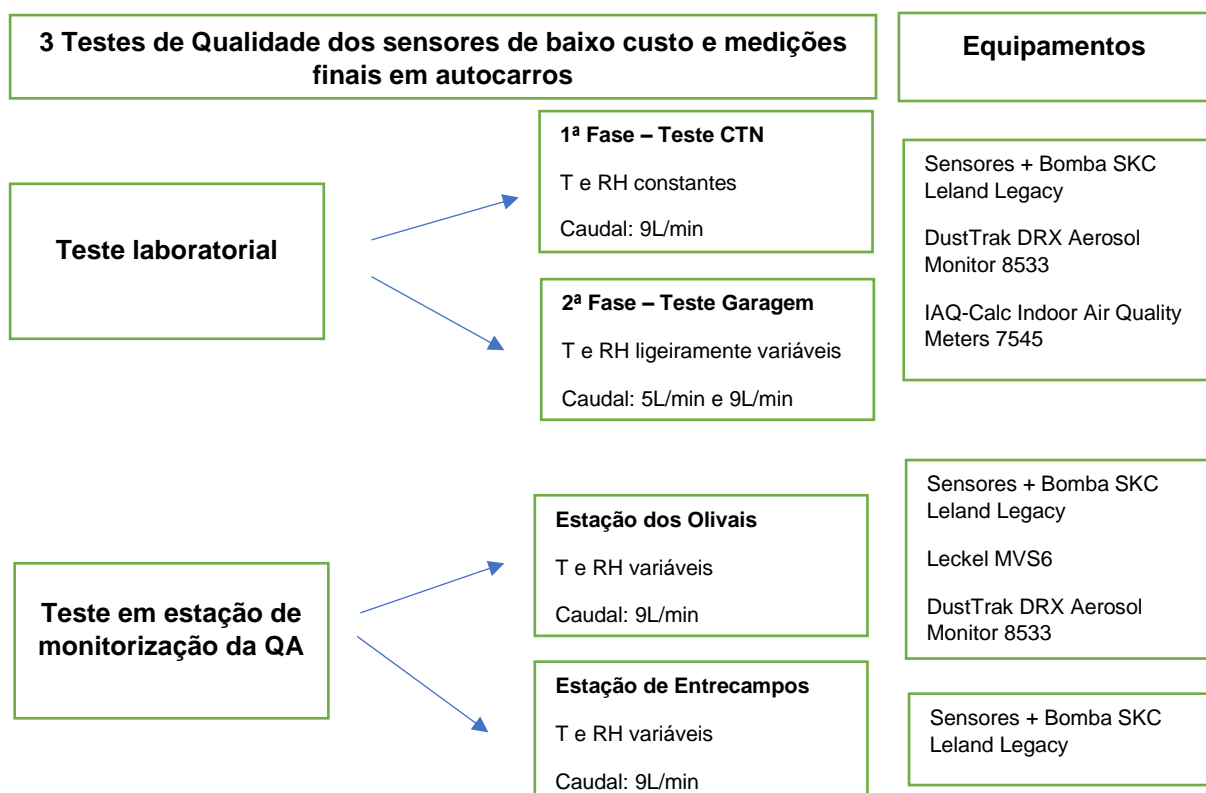 3 Testes de Qualidade dos sensores de baixo custo e medições
finais em autocarros
Equipamentos
Teste laboratorial
1ª Fase – Teste CTN
T e RH constantes
Caudal: 9L/min
2ª Fase – Teste Garagem
T e RH ligeiramente variáveis
Caudal: 5L/min e 9L/min
Sensores + Bomba SKC
Leland Legacy
DustTrak DRX Aerosol
Monitor 8533
IAQ-Calc Indoor Air Quality
Meters 7545
Teste em estação de
monitorização da QA
Estação dos Olivais
T e RH variáveis
Caudal: 9L/min
Estação de Entrecampos
T e RH variáveis
Caudal: 9L/min
Sensores + Bomba SKC
Leland Legacy
Leckel MVS6
DustTrak DRX Aerosol
Monitor 8533
Sensores + Bomba SKC
Leland Legacy